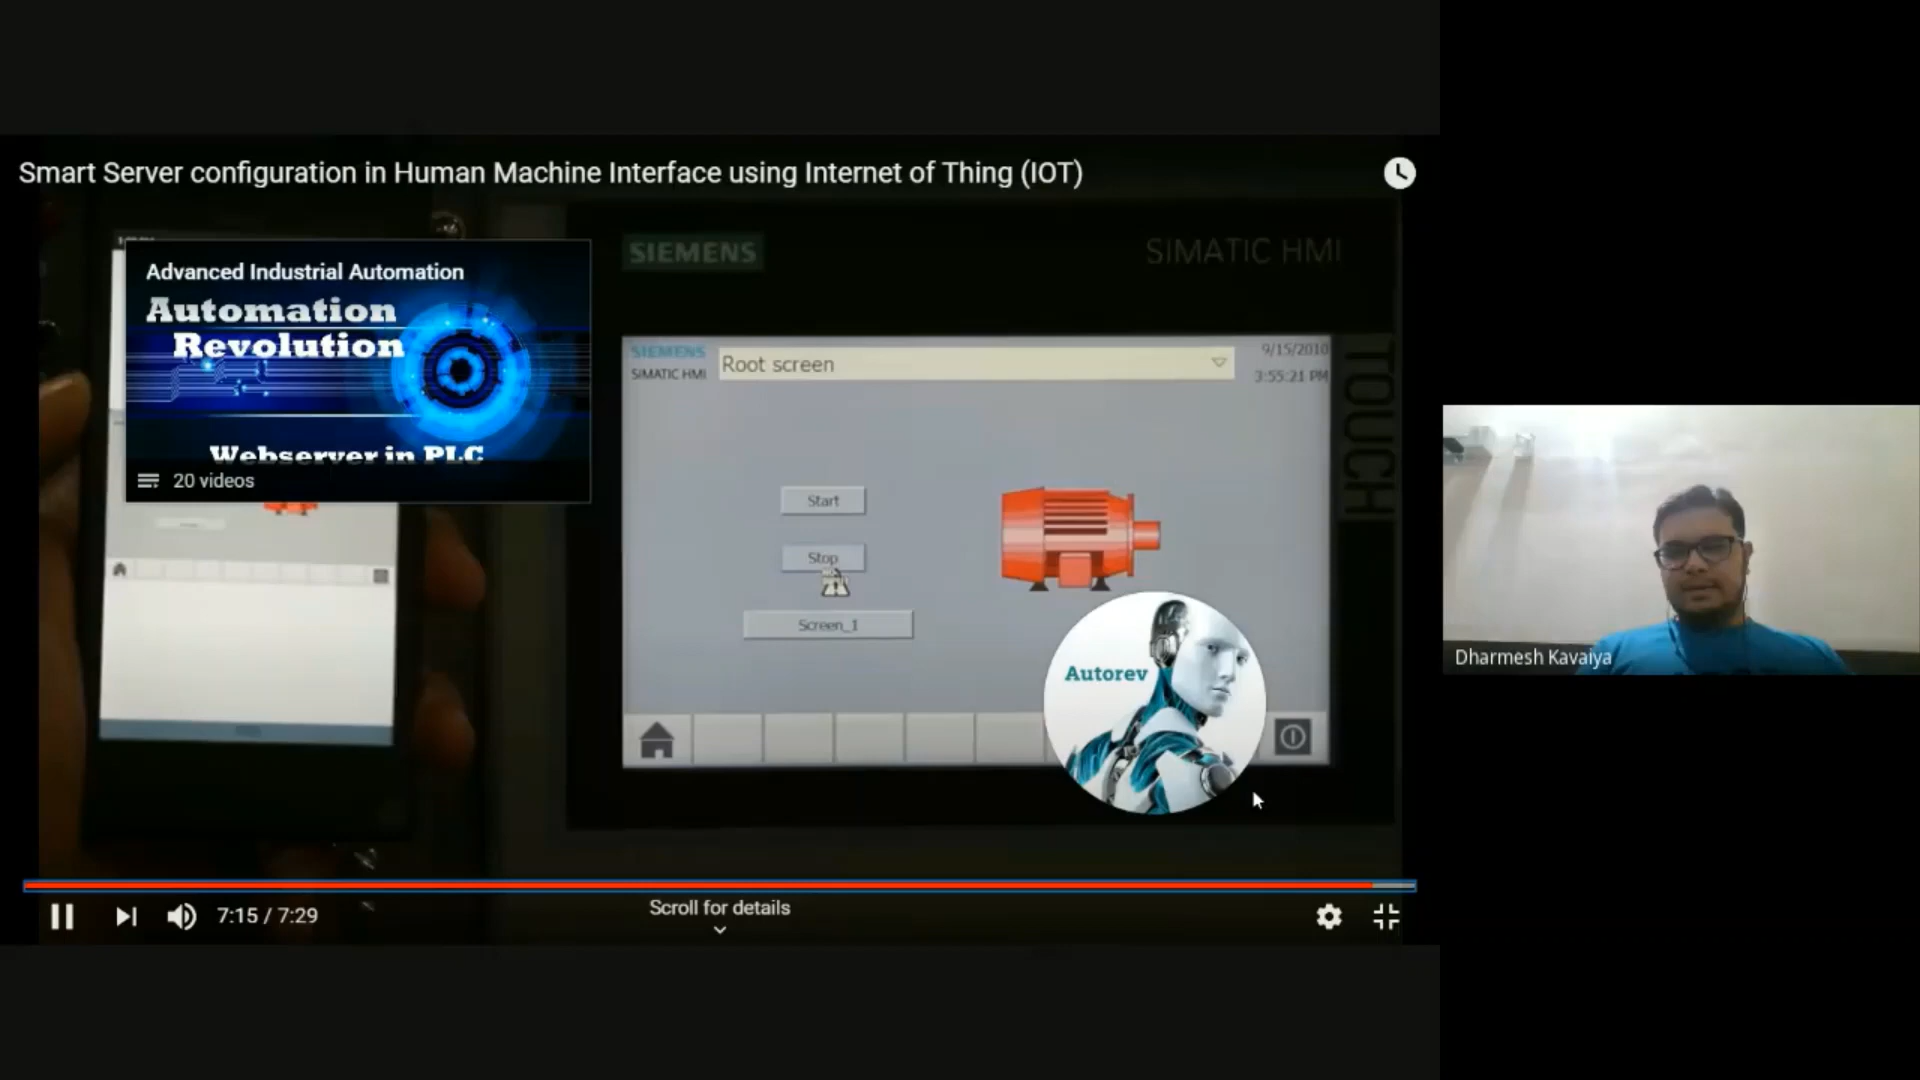 Smart Server configuration in Human Machine Interface using Internet of Thing (IOT)
SIEMENS
SIMATIC HMI
Advanced Industrial Automation
Automation
Revolution
Webserver in PLC
20 videos
SIEMENS
SIMATIC HMI
Root screen
9/15/2010
3:55:21 PM
TOUCH
Start
Stop
Screen_1
Autorev
Dharmesh Kavaiya
7:15 / 7:29
Scroll for details